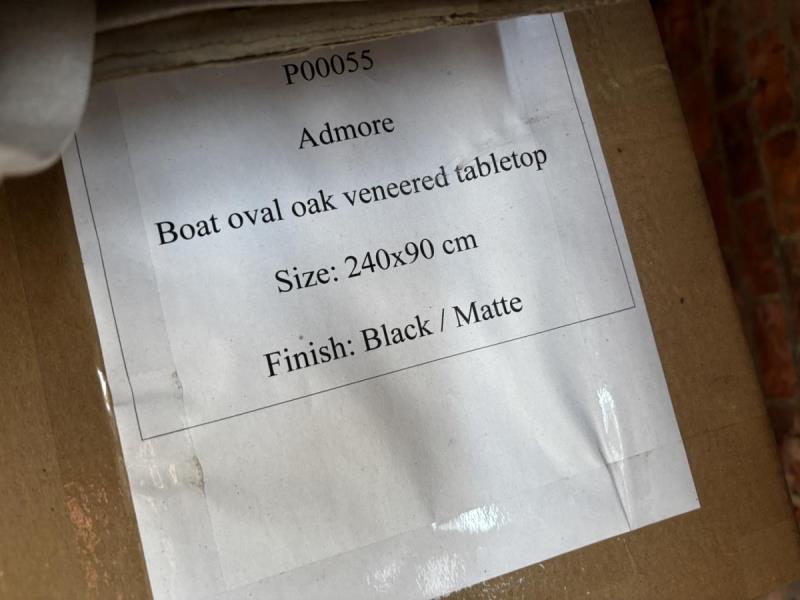 P00055
Admore
Boat oval oak veneered tabletop
Size: 240x90 cm
Finish: Black / Matte